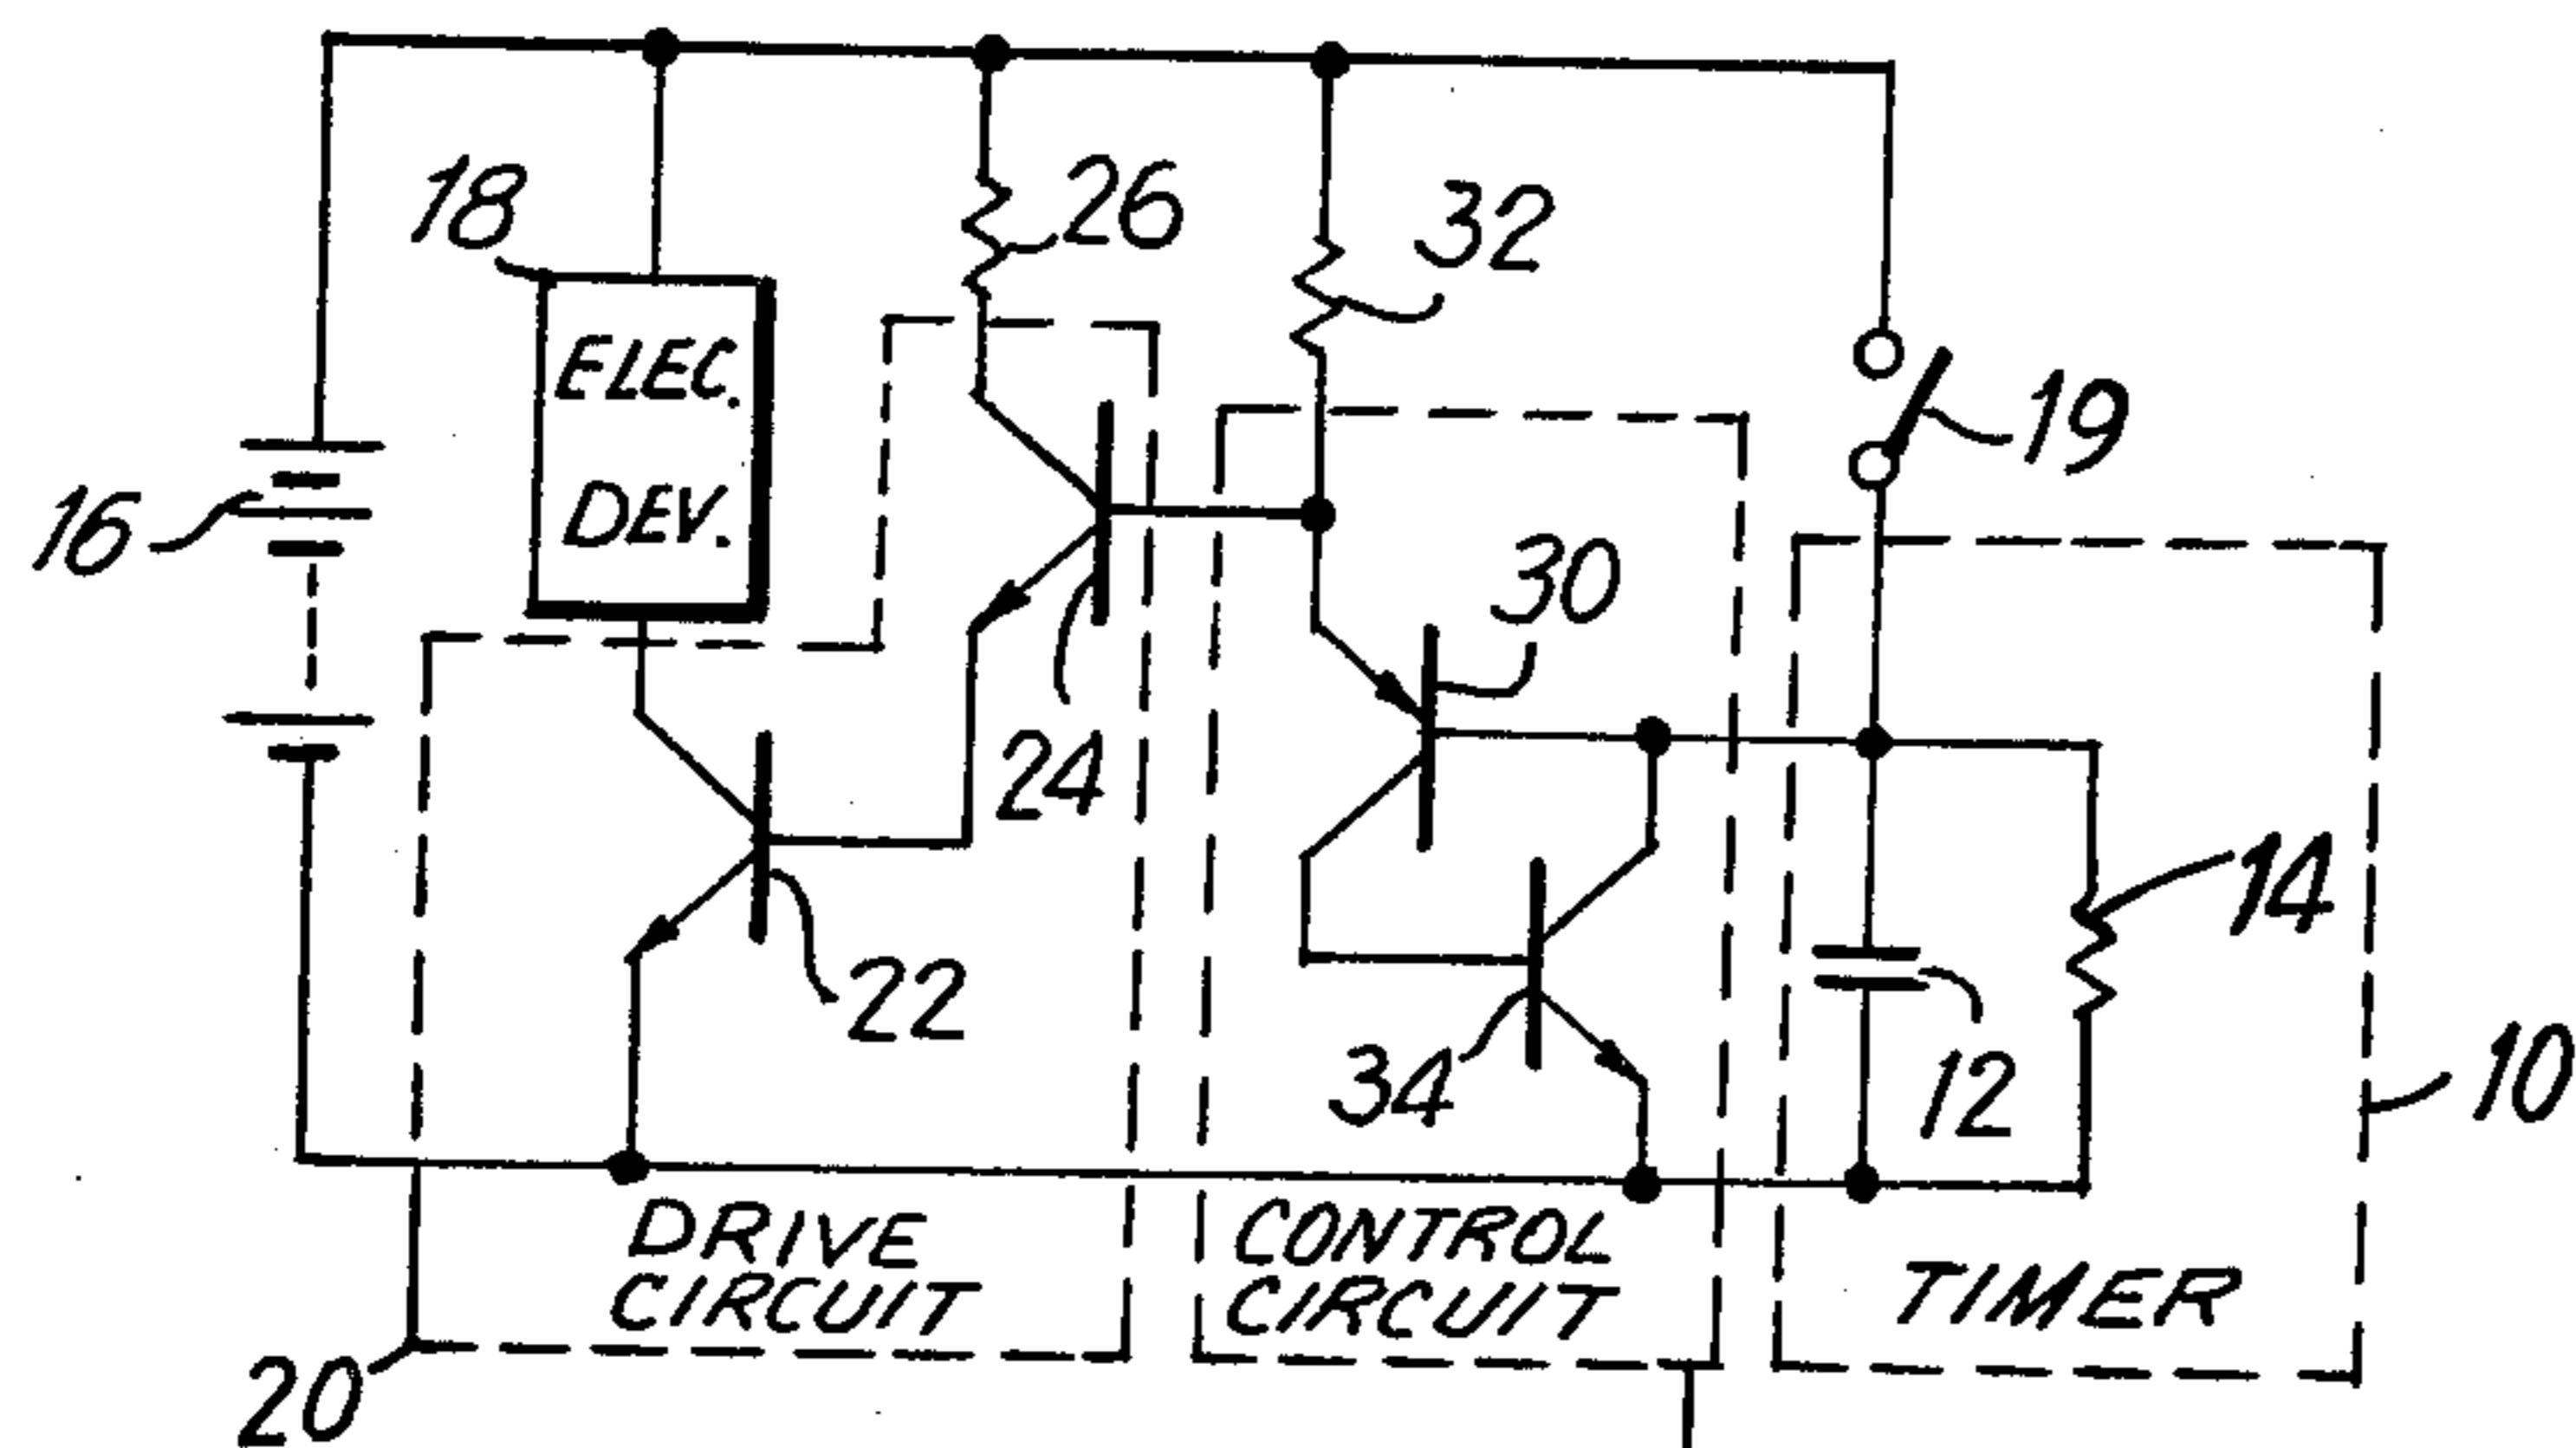 18
26
32
ELEC.
DEV.
19
16
30
24
14
22
34
12
10
DRIVE
CIRCUIT
CONTROL
CIRCUIT
TIMER
20